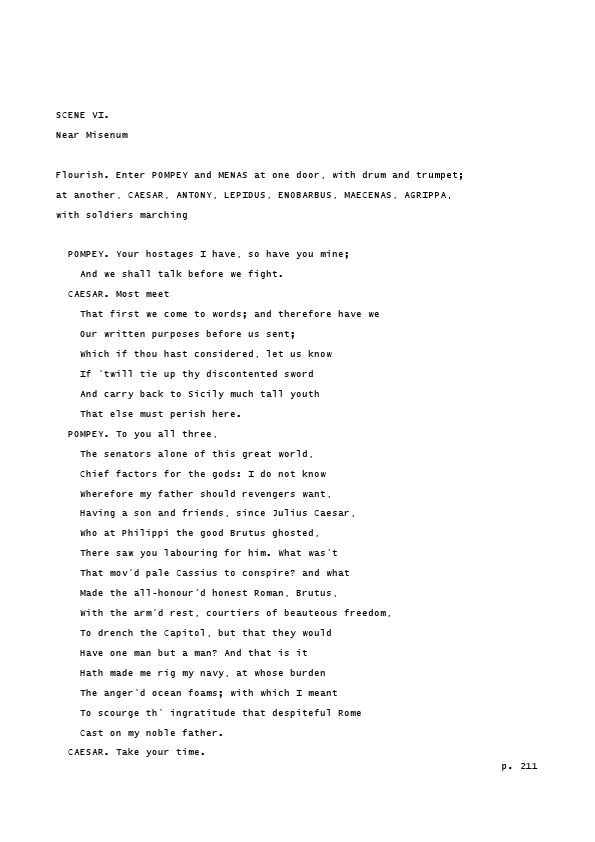 SCENE VI.
Near Misenum
Flourish. Enter POMPEY and MENAS at one door, with drum and trumpet;
at another, CAESAR, ANTONY, LEPIDUS, ENOBARBUS, MAECENAS, AGRIPPA,
with soldiers marching
POMPEY. Your hostages I have, so have you mine;
And we shall talk before we fight.
CAESAR. Most meet
That first we come to words; and therefore have we
Our written purposes before us sent;
Which if thou hast considered, let us know
If 'twill tie up thy discontented sword
And carry back to Sicily much tall youth
That else must perish here.
POMPEY. To you all three,
The senators alone of this great world,
Chief factors for the gods: I do not know
Wherefore my father should revengers want,
Having a son and friends, since Julius Caesar,
Who at Philippi the good Brutus ghosted,
There saw you labouring for him. What was't
That mov'd pale Cassius to conspire? and what
Made the all-honour'd honest Roman, Brutus,
With the arm'd rest, courtiers of beauteous freedom,
To drench the Capitol, but that they would
Have one man but a man? And that is it
Hath made me rig my navy, at whose burden
The anger'd ocean foams; with which I meant
To scourge th' ingratitude that despiteful Rome
Cast on my noble father.
CAESAR. Take your time.
p. 211